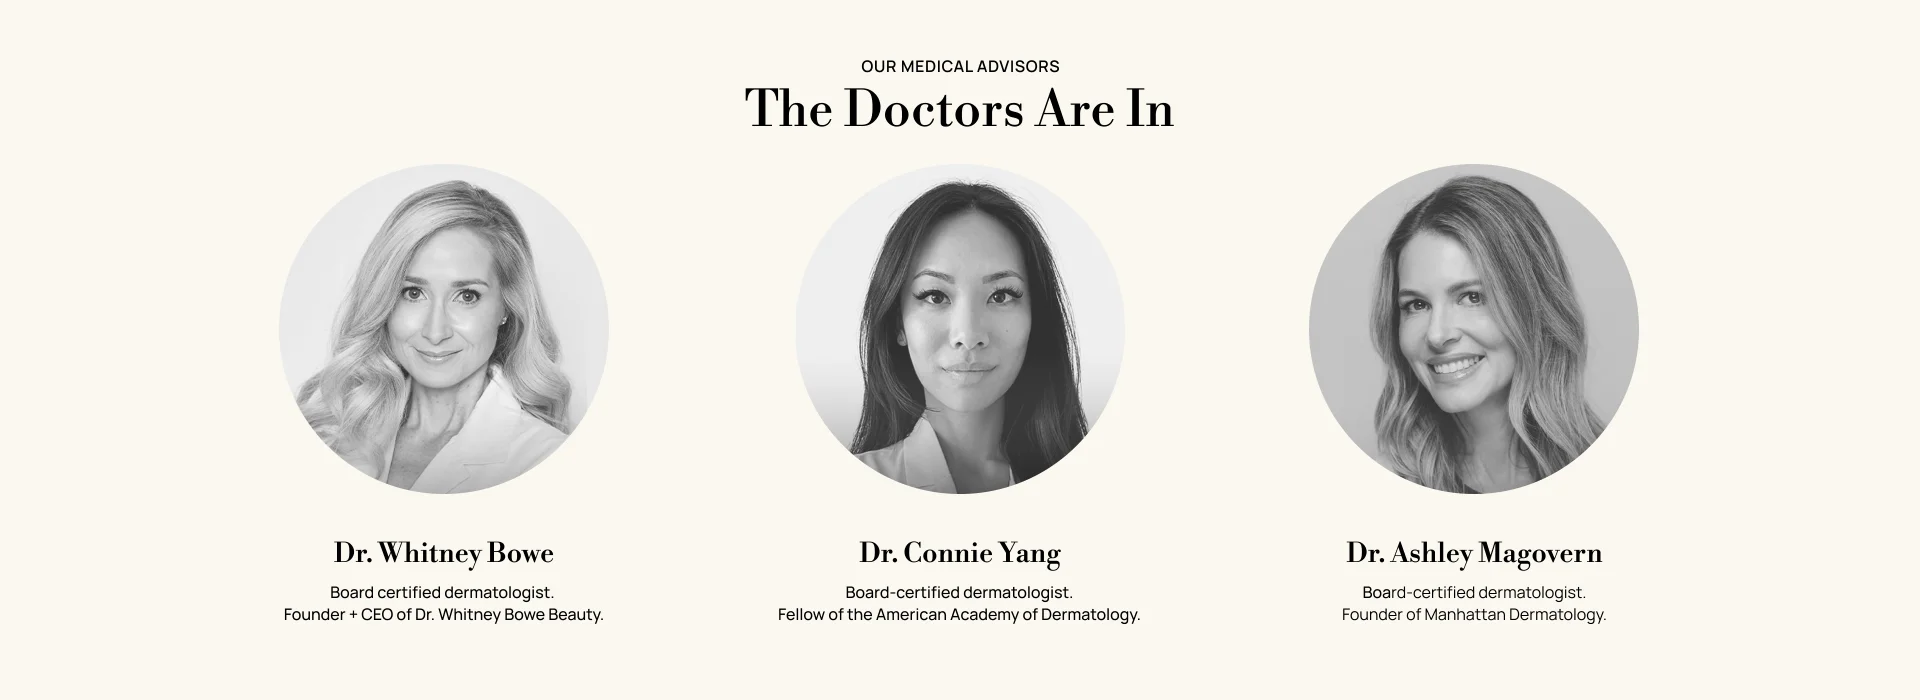 OUR MEDICAL ADVISORS
The Doctors Are In
Dr. Whitney Bowe
Board certified dermatologist.
Founder + CEO of Dr. Whitney Bowe Beauty.
Dr. Connie Yang
Board-certified dermatologist.
Fellow of the American Academy of Dermatology.
Dr. Ashley Magovern
Board-certified dermatologist.
Founder of Manhattan Dermatology.